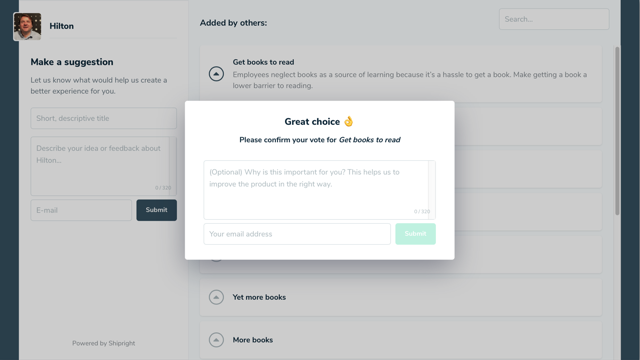 Hilton
Make a suggestion
Let us know what would help us create a
better experience for you.
Short, descriptive title
Describe your idea or feedback about
Hilton...
0 / 320
E-mail
Submit
Powered by Shipright
Added by others:
Search...
Get books to read
Employees neglect books as a source of learning because it's a hassle to get a book. Make getting a book a
lower barrier to reading.
Great choice 👌
Please confirm your vote for Get books to read
(Optional) Why is this important for you? This helps us to
improve the product in the right way.
0 / 320
Your email address
Submit
Yet more books
More books